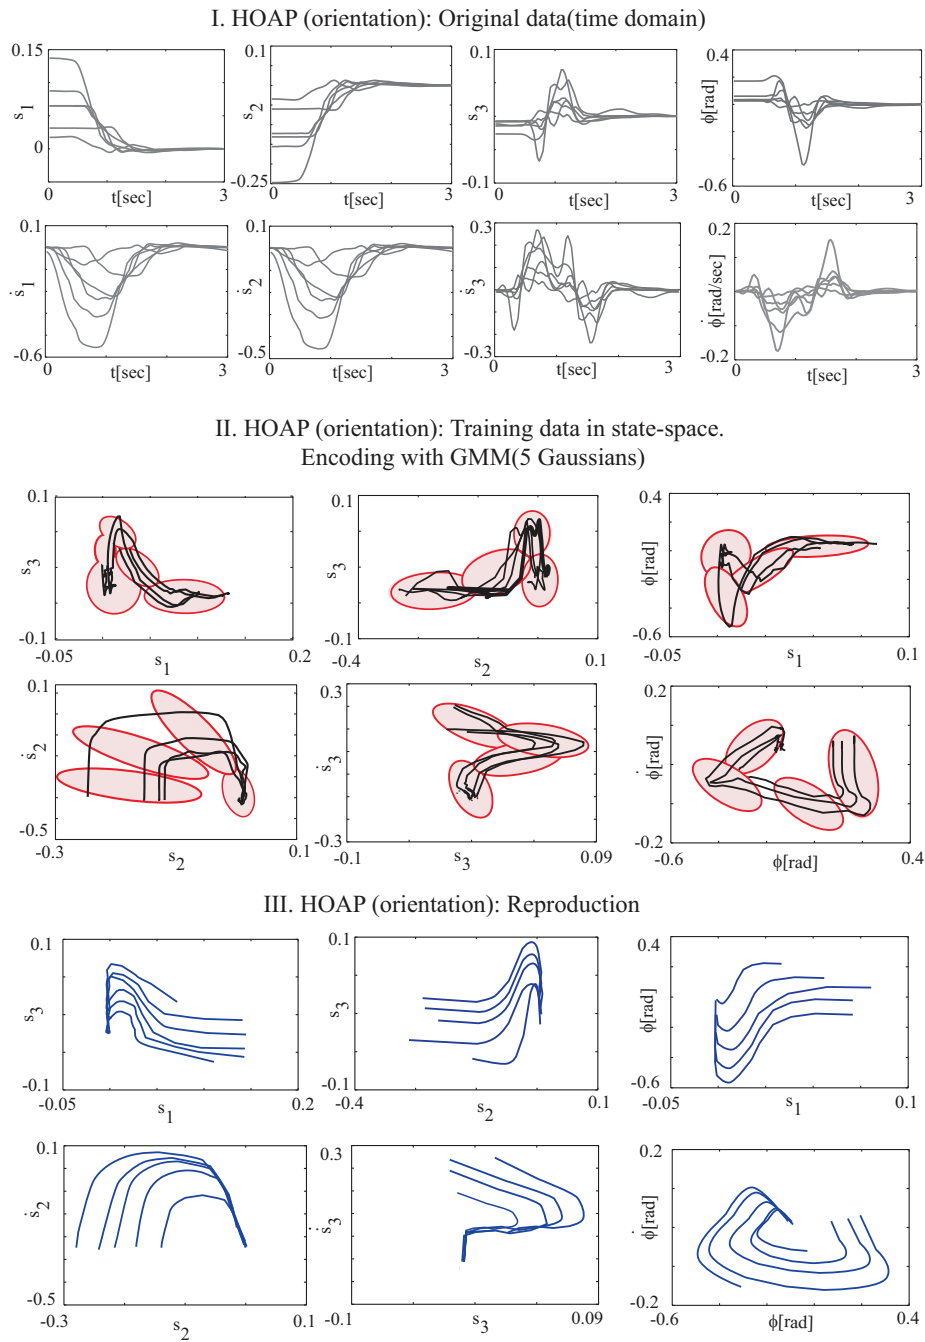 I. HOAP (orientation): Original data(time domain)
0.15
s1
0
0
t[sec]
3
0.1
s2
-0.25
0
t[sec]
3
0.1
s3
-0.1
0
t[sec]
3
0.4
ϕ[rad]
-0.6
0
t[sec]
3
0.1
ṡ1
-0.6
0
t[sec]
3
0.1
ṡ2
-0.5
0
t[sec]
3
0.3
ṡ3
-0.3
0
t[sec]
3
0.2
ϕ̇[rad/sec]
-0.2
0
t[sec]
3
II. HOAP (orientation): Training data in state-space.
Encoding with GMM(5 Gaussians)
0.1
s3
-0.1
-0.05
s1
0.2
0.1
s3
-0.1
-0.4
s2
0.1
0.4
ϕ[rad]
-0.6
-0.05
s1
0.1
0.1
ṡ2
-0.5
-0.3
s2
0.1
0.3
ṡ3
-0.3
-0.1
s3
0.09
0.2
ϕ̇[rad]
-0.2
-0.6
ϕ[rad]
0.4
III. HOAP (orientation): Reproduction
0.1
s3
-0.1
-0.05
s1
0.2
0.1
s3
-0.1
-0.4
s2
0.1
0.4
ϕ[rad]
-0.6
-0.05
s1
0.1
0.1
ṡ2
-0.5
-0.3
s2
0.1
0.3
ṡ3
-0.1
s3
0.09
0.2
ϕ̇[rad]
-0.2
-0.6
ϕ[rad]
0.4